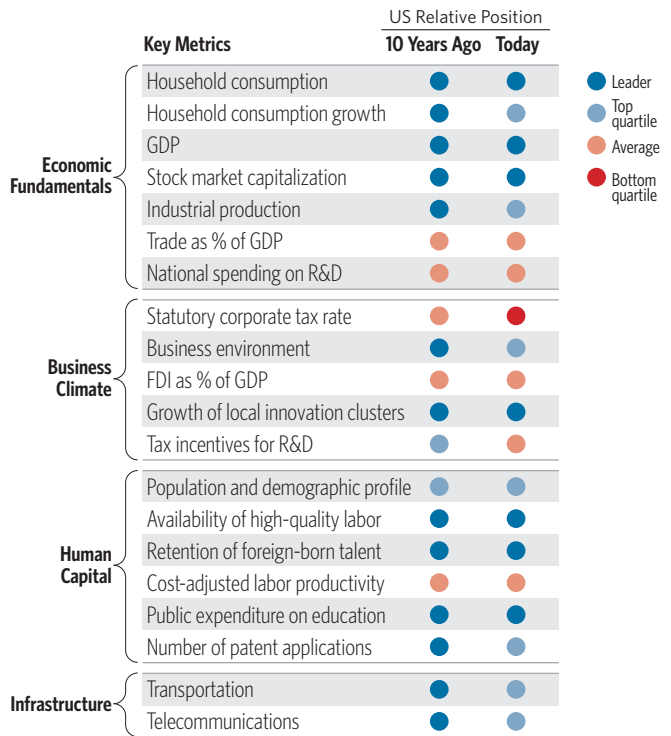 US Relative Position
Key Metrics 10 Years Ago Today
Household consumption
Household consumption growth
GDP
Stock market capitalization
Industrial production
Trade as % of GDP
National spending on R&D
Economic
Fundamentals
Leader
Top
quartile
Average
Bottom
quartile
Statutory corporate tax rate
Business environment
FDI as % of GDP
Growth of local innovation clusters
Tax incentives for R&D
Business
Climate
Population and demographic profile
Availability of high-quality labor
Retention of foreign-born talent
Cost-adjusted labor productivity
Public expenditure on education
Number of patent applications
Human
Capital
Transportation
Telecommunications
Infrastructure